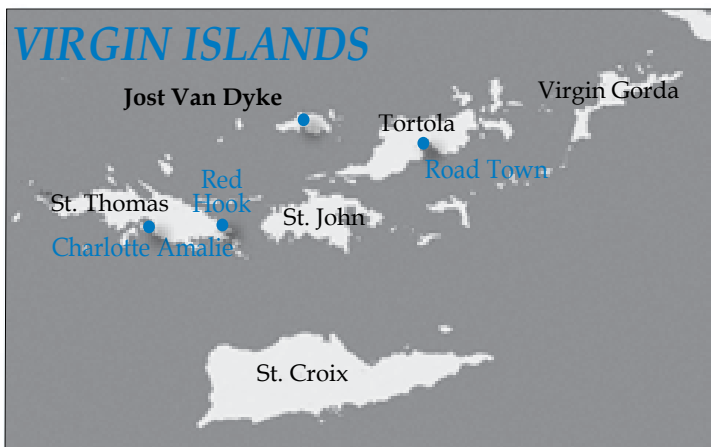 VIRGIN ISLANDS
Jost Van Dyke
Virgin Gorda
Tortola
Road Town
Red
Hook
St. Thomas
St. John
Charlotte Amalie
St. Croix